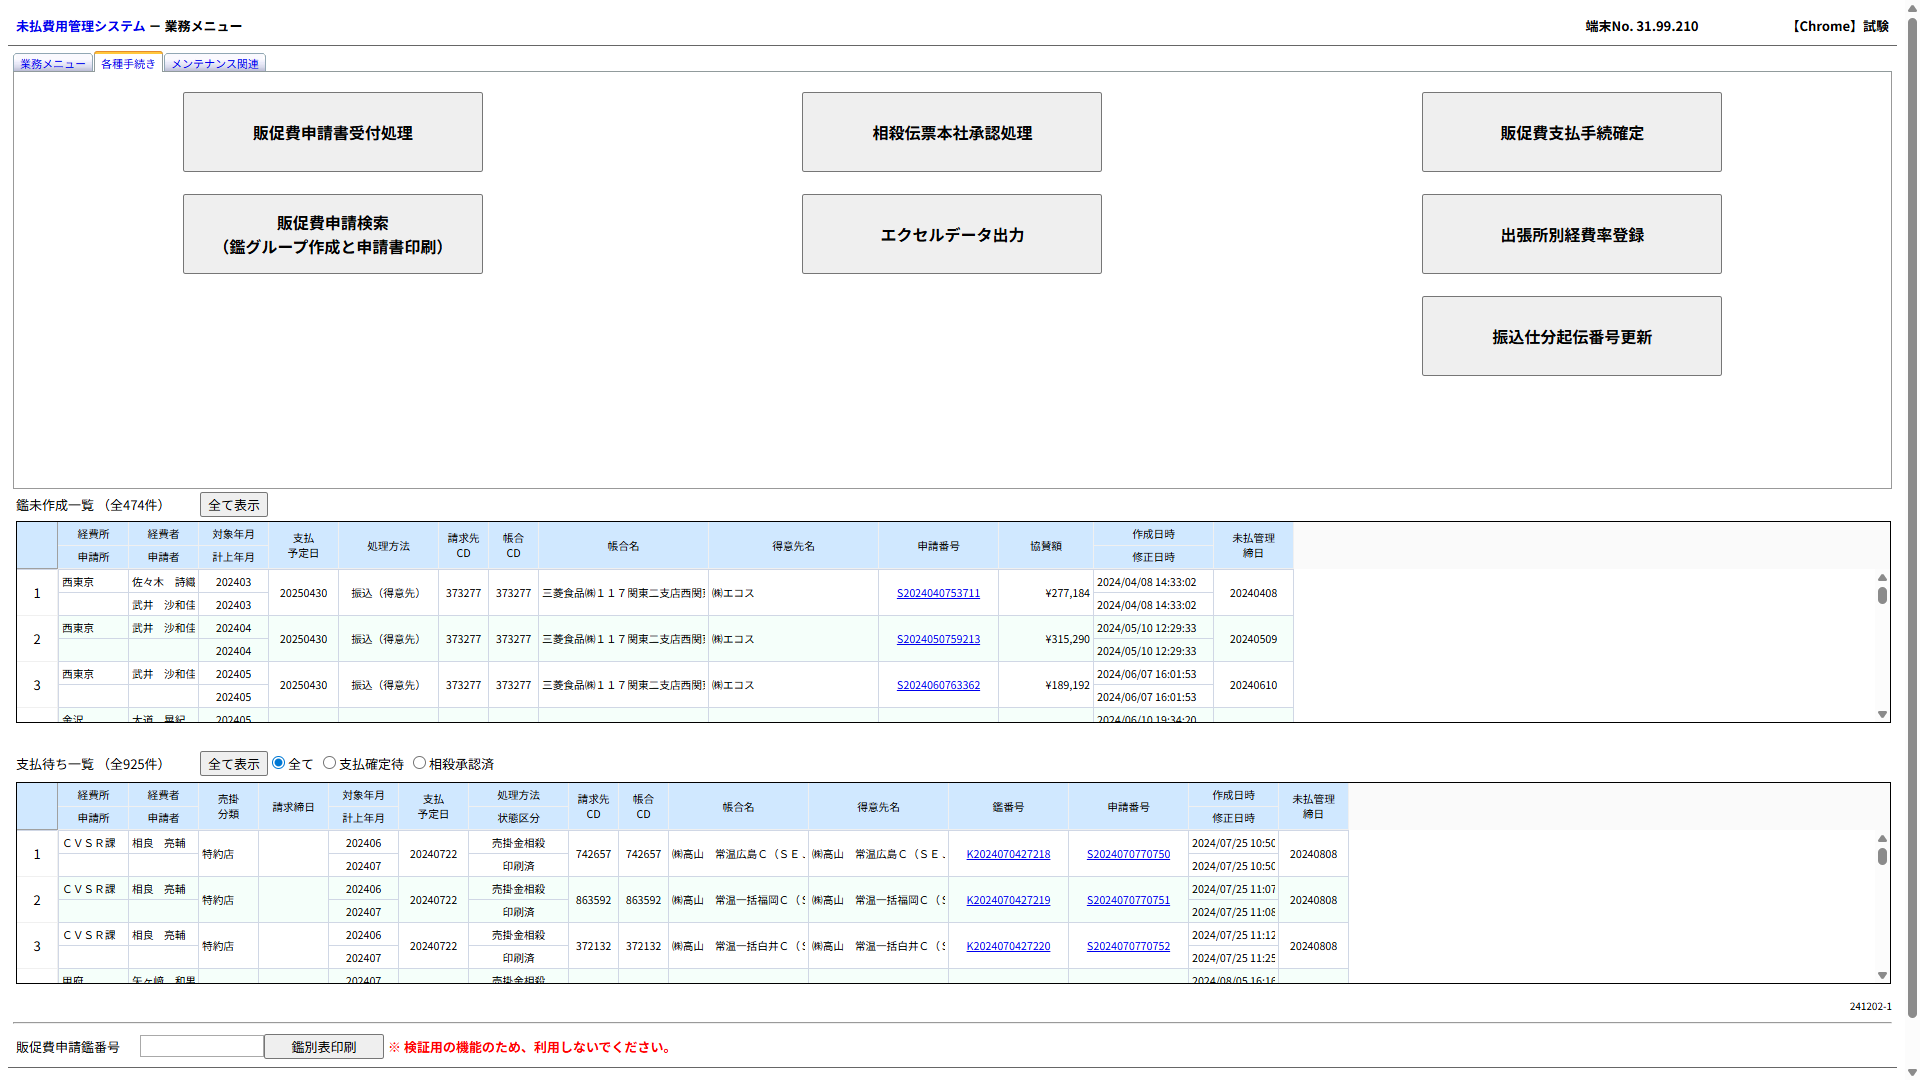 未払費用管理システム － 業務メニュー 端末No. 31.99.210 【Chrome】試験
業務メニュー 各種手続き メンテナンス関連
販促費申請書受付処理 相殺伝票本社承認処理 販促費支払手続確定
販促費申請検索
（鑑グループ作成と申請書印刷） エクセルデータ出力 出張所別経費率登録
振込仕分起伝番号更新
鑑未作成一覧 （全474件） 全て表示
経費所 経費者 対象年月 支払予定日 処理方法 請求先CD 帳合CD 帳合名 得意先名 申請番号 協賛額 作成日時 未払管理締日
申請所 申請者 計上年月 修正日時
1 西東京 佐々木 詩織 202403 20250430 振込（得意先） 373277 373277 三菱食品㈱１１７関東二支店西関 ㈱エコス S2024040753711 ¥277,184 2024/04/08 14:33:02 20240408
武井 沙和佳 202403 2024/04/08 14:33:02
2 西東京 武井 沙和佳 202404 20250430 振込（得意先） 373277 373277 三菱食品㈱１１７関東二支店西関 ㈱エコス S2024050759213 ¥315,290 2024/05/10 12:29:33 20240509
202404 2024/05/10 12:29:33
3 西東京 武井 沙和佳 202405 20250430 振込（得意先） 373277 373277 三菱食品㈱１１７関東二支店西関 ㈱エコス S2024060763362 ¥189,192 2024/06/07 16:01:53 20240610
202405 2024/06/07 16:01:53
金沢 大道 晃紀 202405 2024/06/10 19:34:20
支払待ち一覧 （全925件） 全て表示 全て 支払確定待 相殺承認済
経費所 経費者 売掛分類 請求締日 対象年月 支払予定日 処理方法 請求先CD 帳合CD 帳合名 得意先名 鑑番号 申請番号 作成日時 未払管理締日
申請所 申請者 計上年月 状態区分 修正日時
1 ＣＶＳＲ課 相良 亮輔 特約店 202406 20240722 売掛金相殺 742657 742657 ㈱高山 常温広島Ｃ（ＳＥ. ㈱高山 常温広島Ｃ（ＳＥ. K2024070427218 S2024070770750 2024/07/25 10:50 20240808
202407 印刷済 2024/07/25 10:50
2 ＣＶＳＲ課 相良 亮輔 特約店 202406 20240722 売掛金相殺 863592 863592 ㈱高山 常温一括福岡Ｃ（S ㈱高山 常温一括福岡Ｃ（S K2024070427219 S2024070770751 2024/07/25 11:07 20240808
202407 印刷済 2024/07/25 11:08
3 ＣＶＳＲ課 相良 亮輔 特約店 202406 20240722 売掛金相殺 372132 372132 ㈱高山 常温一括白井Ｃ（S ㈱高山 常温一括白井Ｃ（S K2024070427220 S2024070770752 2024/07/25 11:12 20240808
202407 印刷済 2024/07/25 11:25
甲府 矢ヶ﨑 和男 202407 売掛金相殺 2024/08/05 16:16
241202-1
販促費申請鑑番号 鑑別表印刷 ※ 検証用の機能のため、利用しないでください。